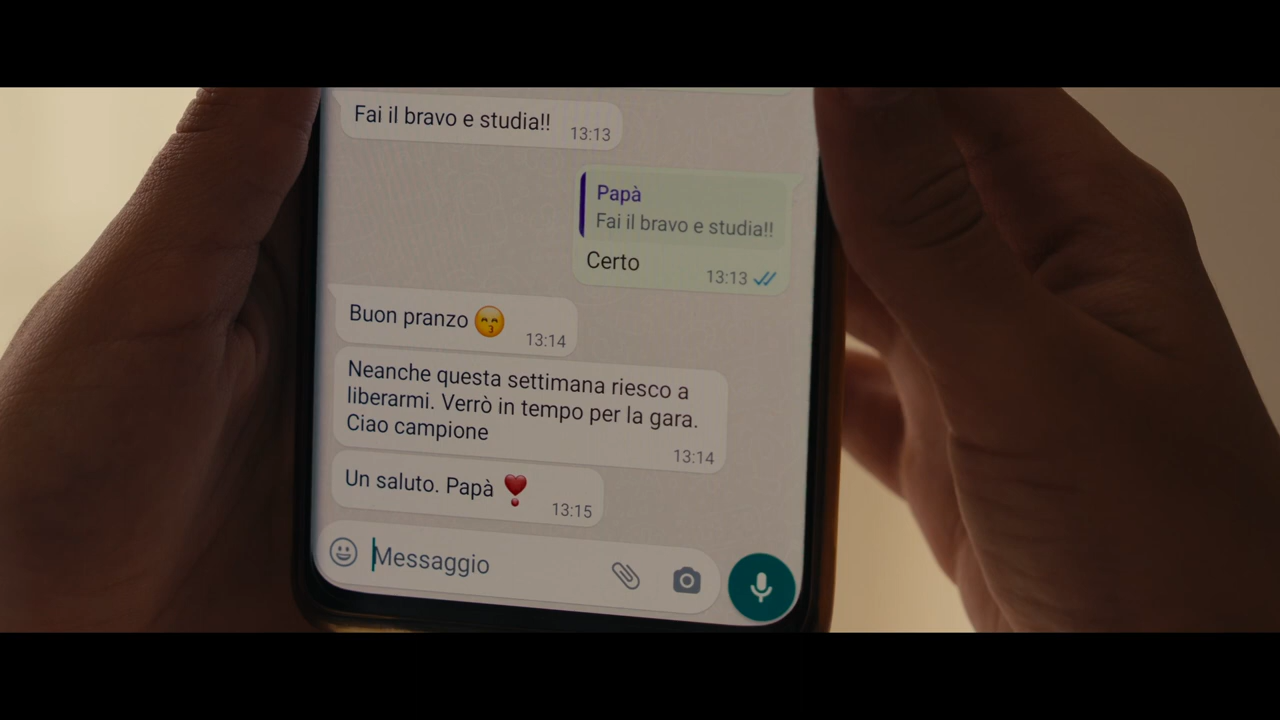 Fai il bravo e studia!! 13:13
Papà
Fai il bravo e studia!!
Certo 13:13
Buon pranzo 😙 13:14
Neanche questa settimana riesco a
liberarmi. Verrò in tempo per la gara.
Ciao campione
13:14
Un saluto. Papà ❣️ 13:15
Messaggio